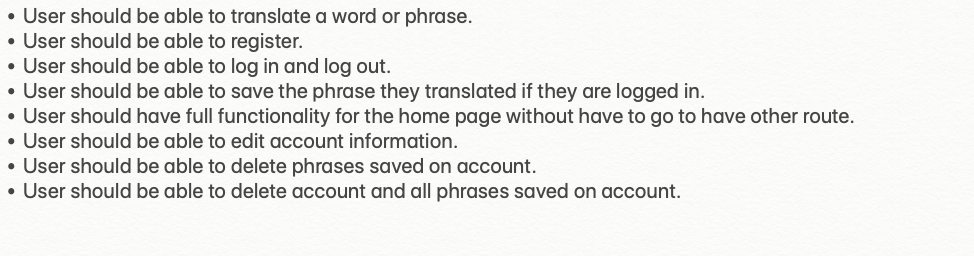 • User should be able to translate a word or phrase.
• User should be able to register.
• User should be able to log in and log out.
• User should be able to save the phrase they translated if they are logged in.
• User should have full functionality for the home page without have to go to have other route.
• User should be able to edit account information.
• User should be able to delete phrases saved on account.
• User should be able to delete account and all phrases saved on account.